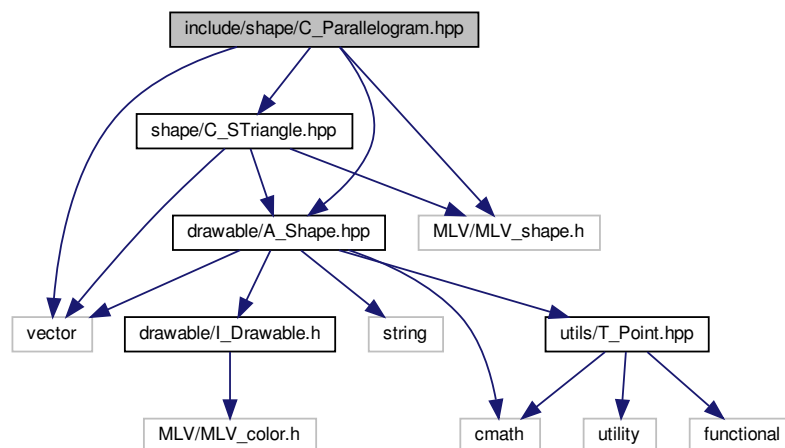 include/shape/C_Parallelogram.hpp
shape/C_STriangle.hpp
drawable/A_Shape.hpp
MLV/MLV_shape.h
vector
drawable/I_Drawable.h
string
utils/T_Point.hpp
MLV/MLV_color.h
cmath
utility
functional